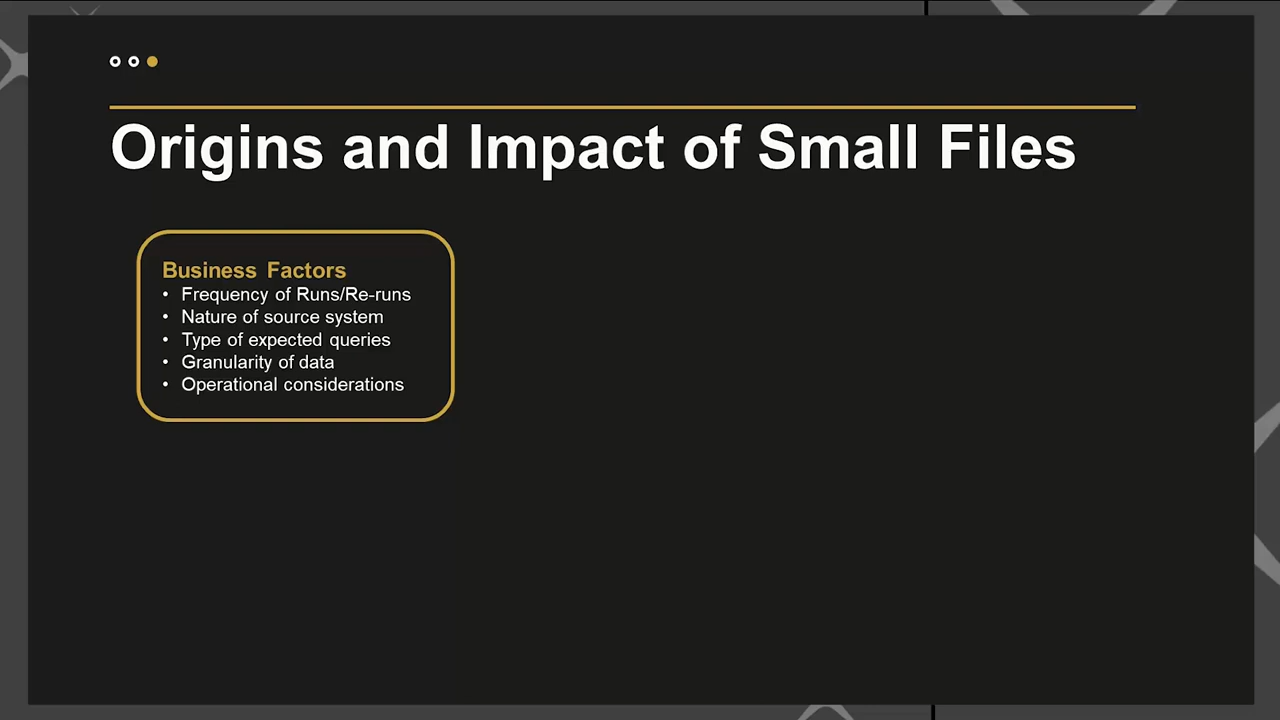 Origins and Impact of Small Files
Business Factors
• Frequency of Runs/Re-runs
• Nature of source system
• Type of expected queries
• Granularity of data
• Operational considerations